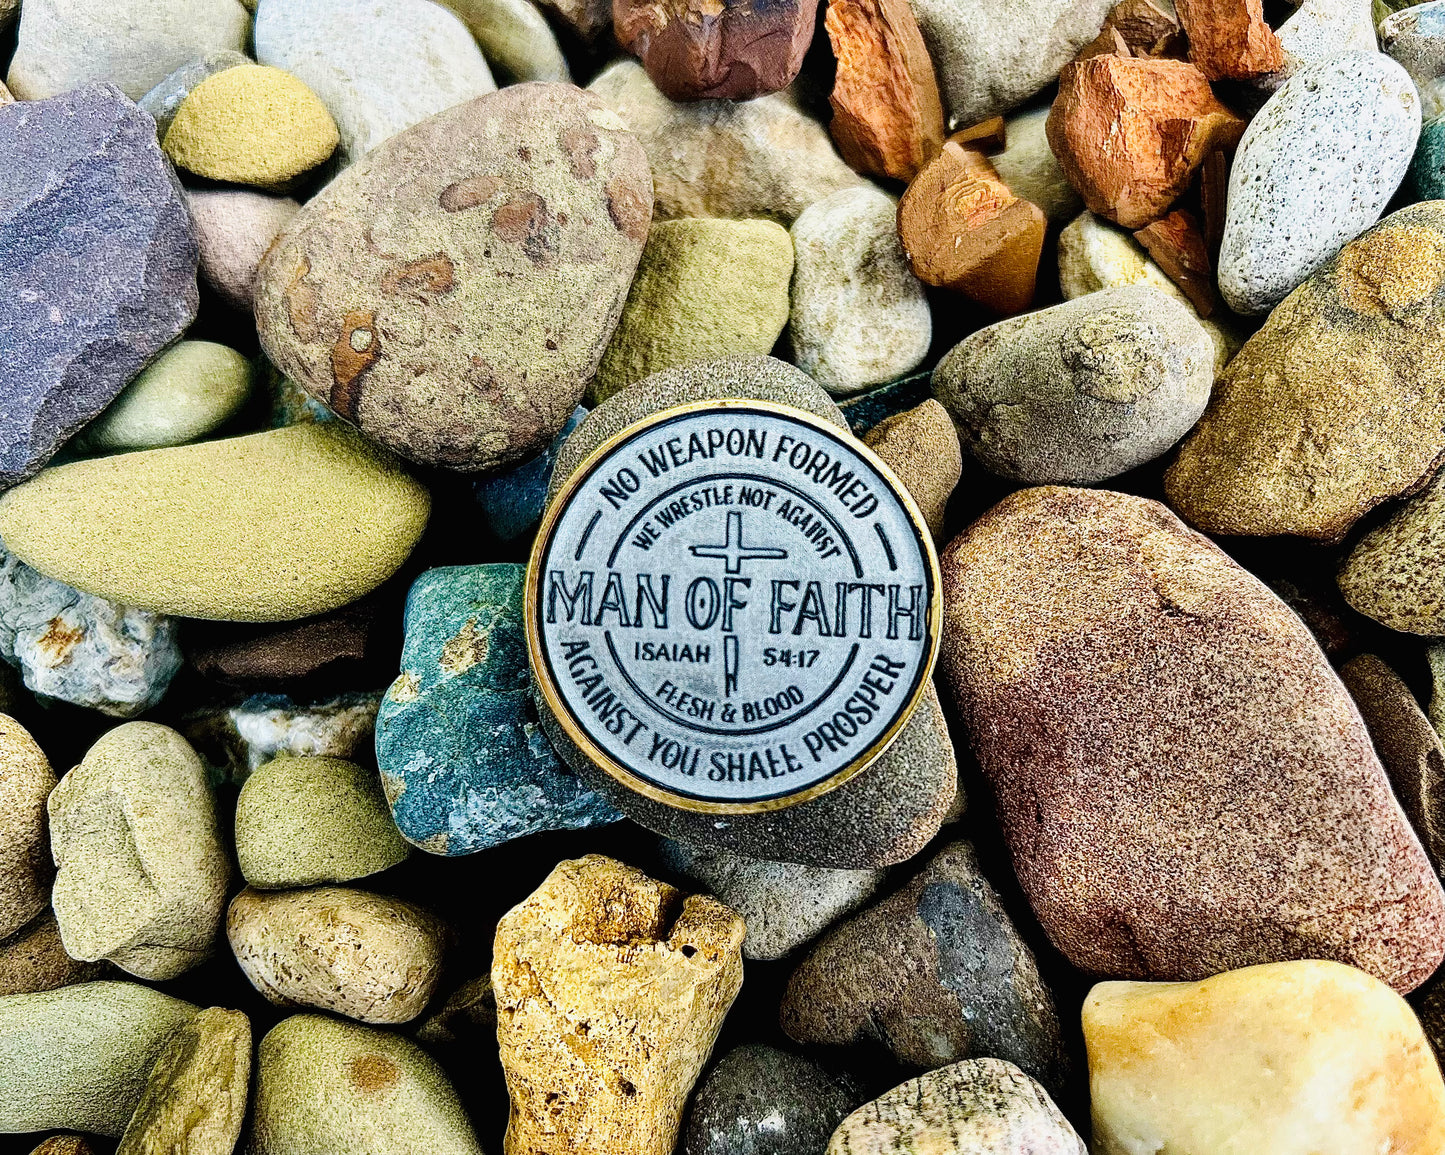 NO WEAPON FORMED
WE WRESTLE NOT AGAINST
MAN OF FAITH
ISAIAH 54:17
FLESH & BLOOD
AGAINST YOU SHALL PROSPER